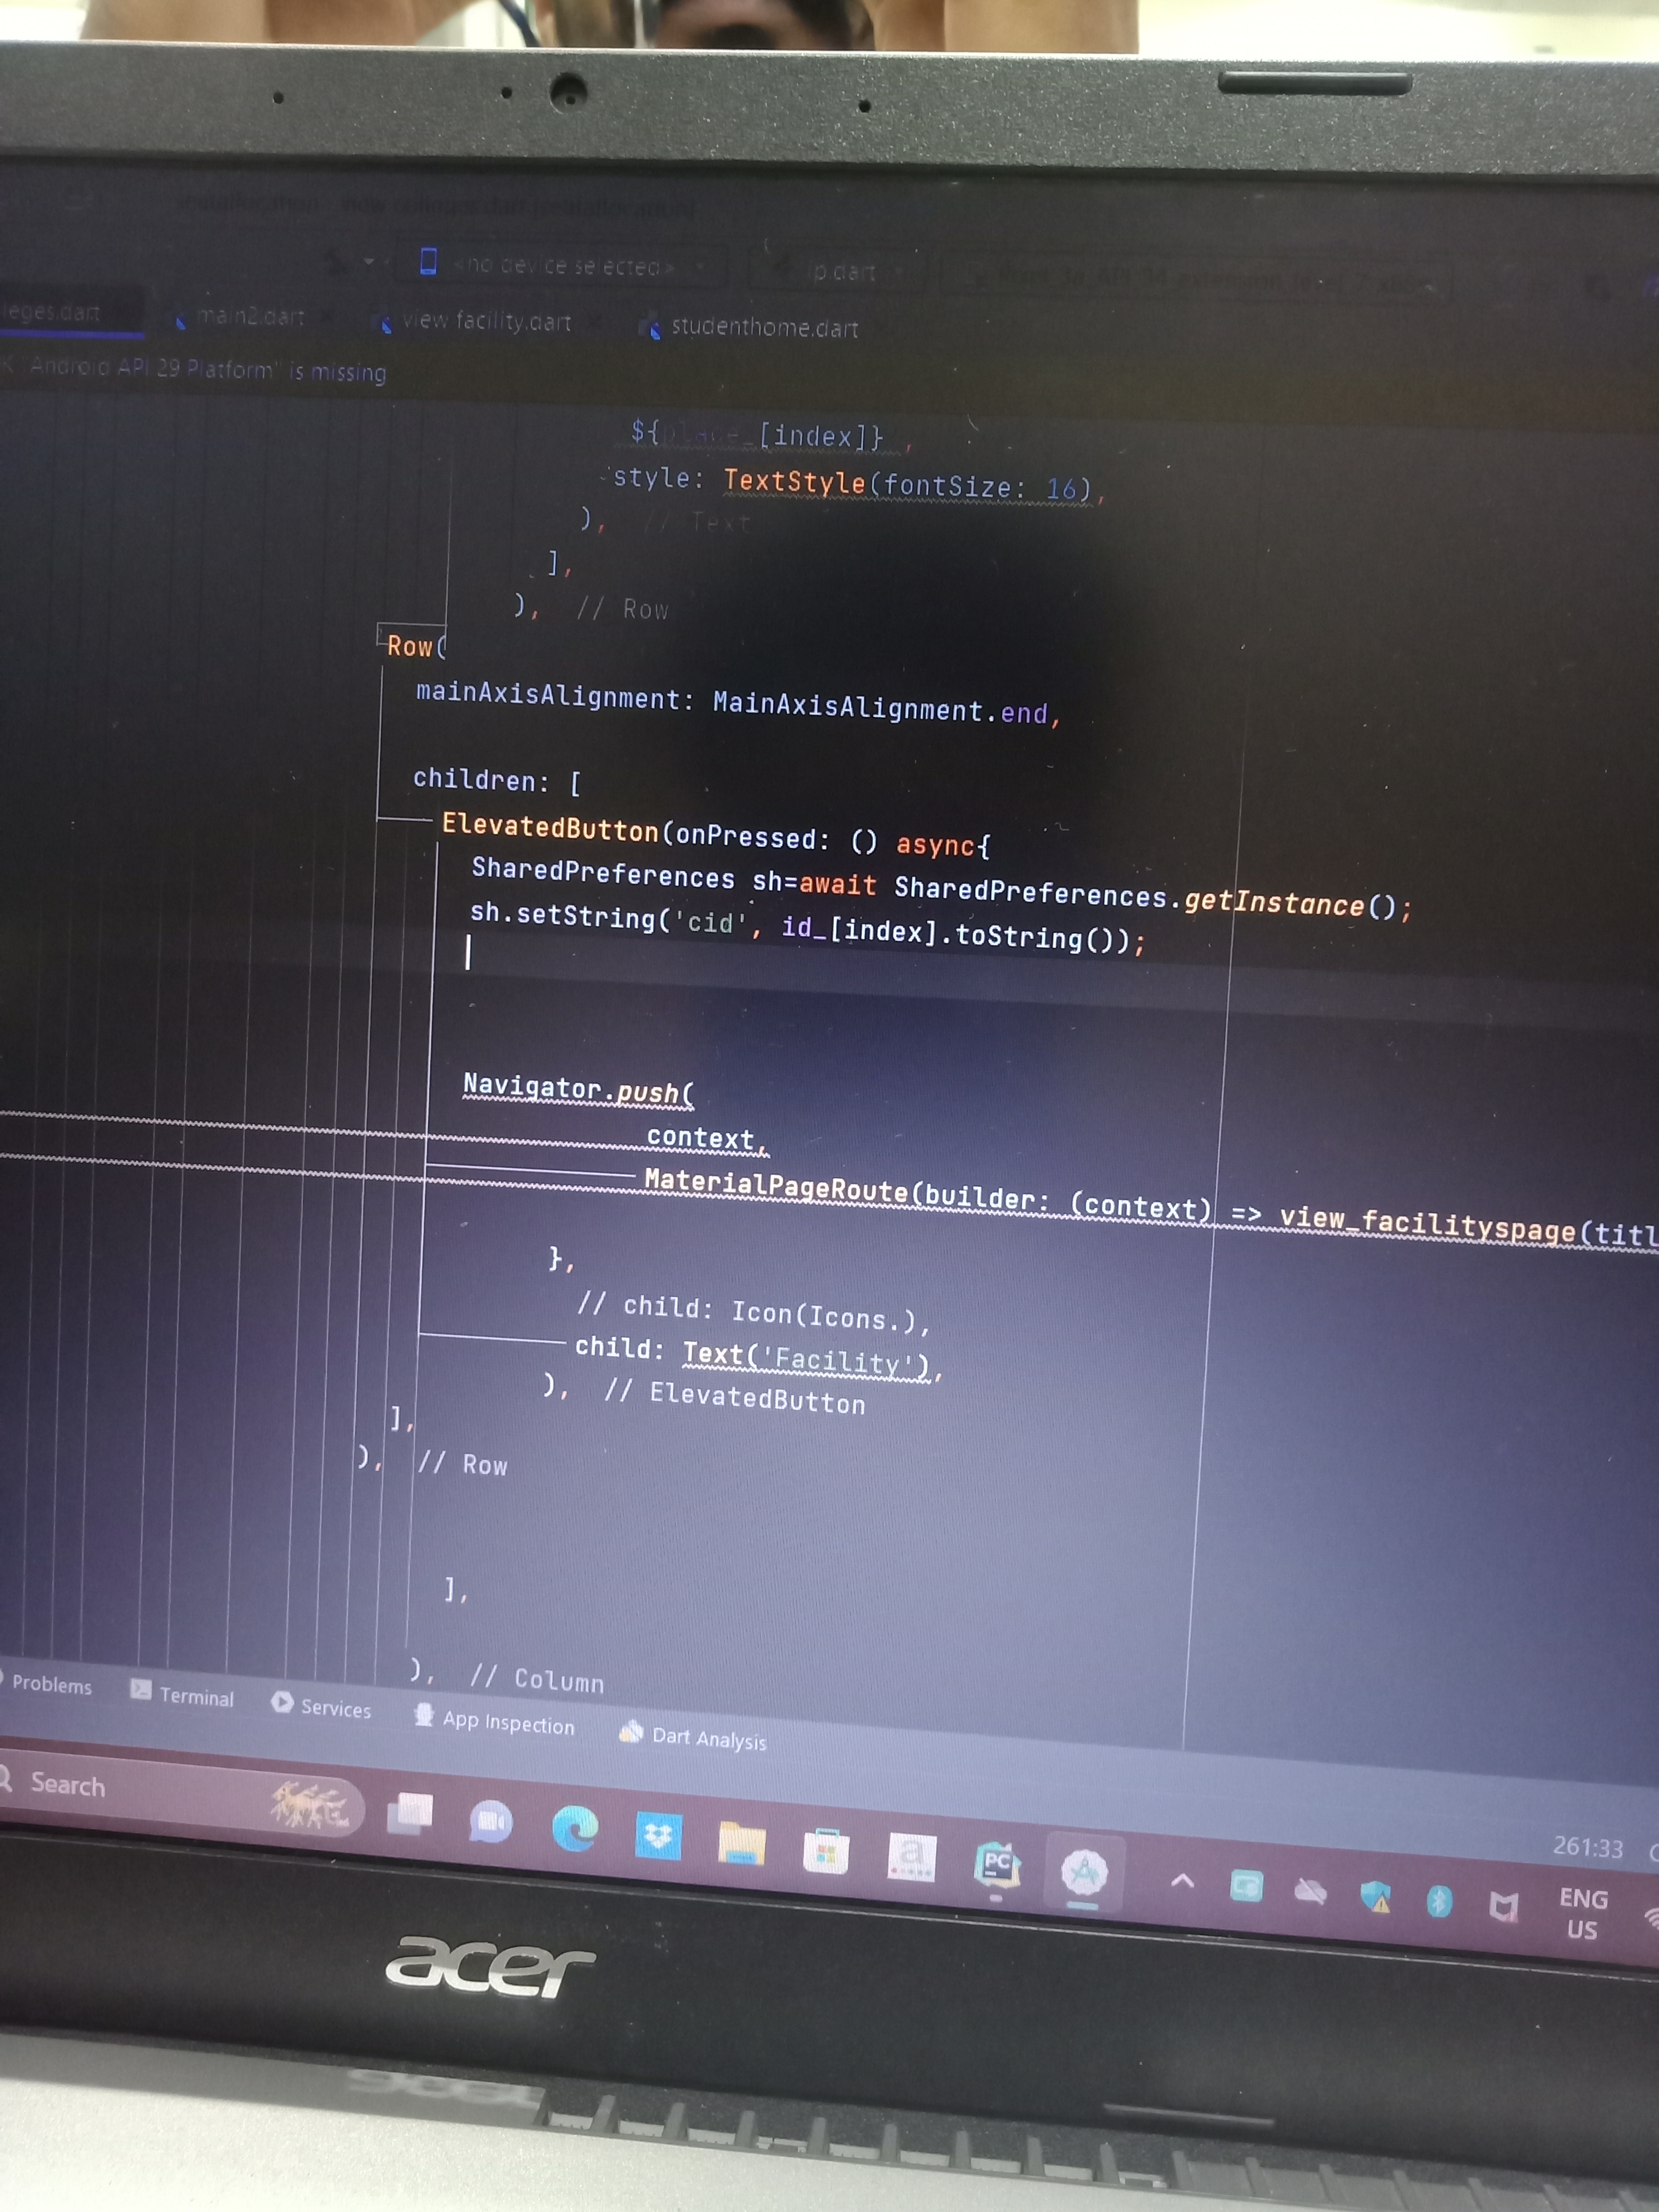 <no device selected>
lp.dart
leges.dart
main2.dart
view facility.dart
studenthome.dart
K "Android API 29 Platform" is missing
${place_[index]} ,
style: TextStyle(fontSize: 16),
), // Text
],
), // Row
Row(
mainAxisAlignment: MainAxisAlignment.end,
children: [
ElevatedButton(onPressed: () async{
SharedPreferences sh=await SharedPreferences.getInstance();
sh.setString('cid', id_[index].toString());
Navigator.push(
context,
MaterialPageRoute(builder: (context) => view_facilityspage(titl
},
// child: Icon(Icons.),
child: Text('Facility'),
), // ElevatedButton
],
), // Row
],
), // Column
Problems
Terminal
Services
App Inspection
Dart Analysis
261:33
Search
a
PC
ENG
US
acer